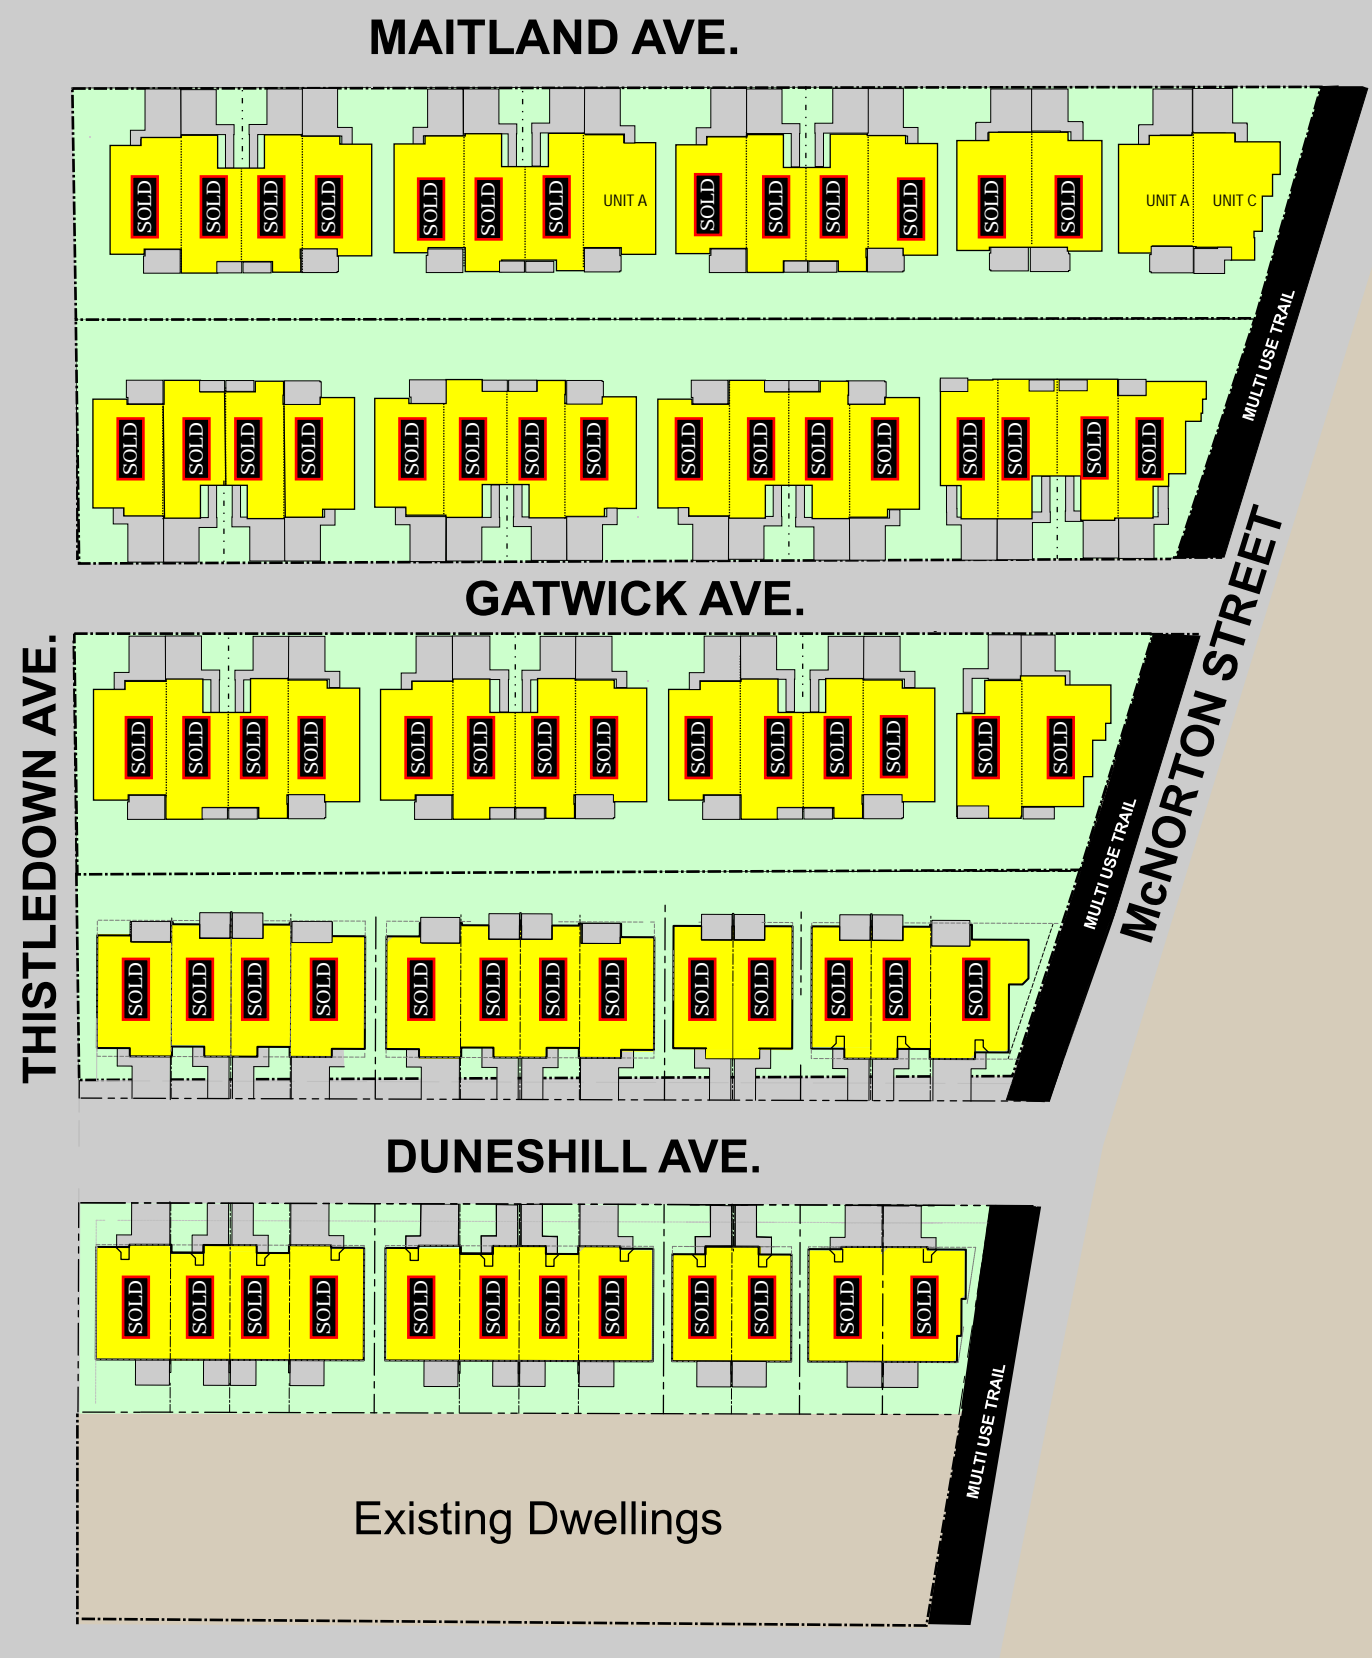 MAITLAND AVE.
SOLD SOLD SOLD SOLD SOLD SOLD SOLD UNIT A SOLD SOLD SOLD SOLD SOLD SOLD UNIT A UNIT C
MULTI USE TRAIL
SOLD SOLD SOLD SOLD SOLD SOLD SOLD SOLD SOLD SOLD SOLD SOLD SOLD SOLD SOLD SOLD
GATWICK AVE.
McNORTON STREET
THISTLEDOWN AVE.
SOLD SOLD SOLD SOLD SOLD SOLD SOLD SOLD SOLD SOLD SOLD SOLD SOLD SOLD
MULTI USE TRAIL
SOLD SOLD SOLD SOLD SOLD SOLD SOLD SOLD SOLD SOLD SOLD SOLD SOLD
DUNESHILL AVE.
SOLD SOLD SOLD SOLD SOLD SOLD SOLD SOLD SOLD SOLD SOLD SOLD
MULTI USE TRAIL
Existing Dwellings